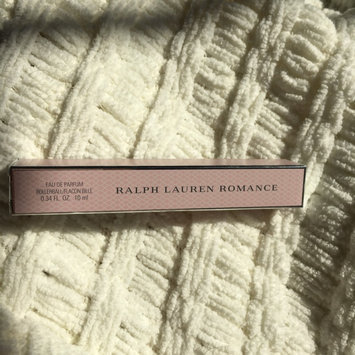 EAU DE PARFUM
ROLLERBALL/FLACON BILLE
0.34 FL. OZ. 10 ml
RALPH LAUREN ROMANCE